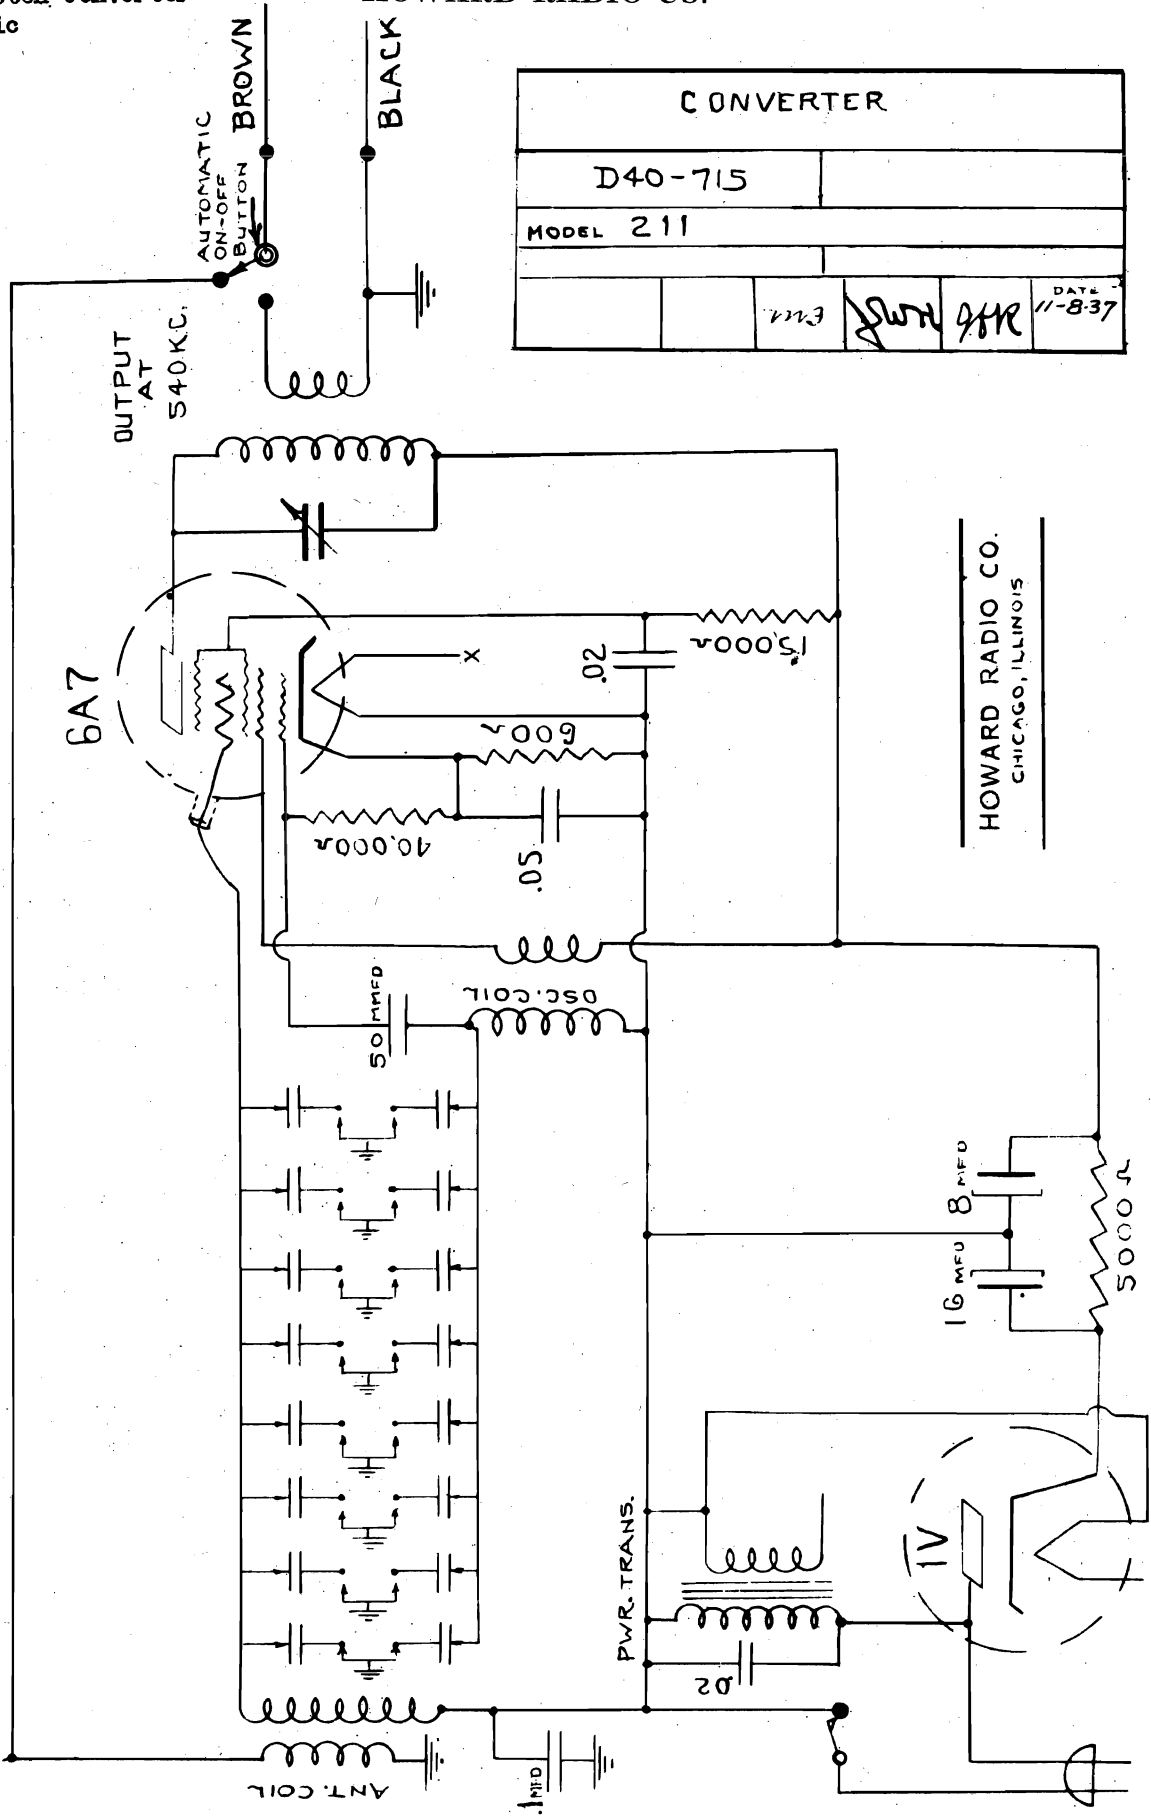 HOWARD RADIO CO.
BROWN
BLACK
AUTOMATIC
ON-OFF
BUTTON
CONVERTER
D40-715
MODEL 211
DATE
11-8-37
OUTPUT
AT
540 K.C.
6A7
X
.02
15,000Ω
600Ω
40,000Ω
.05
HOWARD RADIO CO.
CHICAGO, ILLINOIS
50 MMFD
OSC. COIL
8 MFD
16 MFD
5000 Ω
PWR. TRANS.
1V
.02
ANT. COIL
.1 MFD